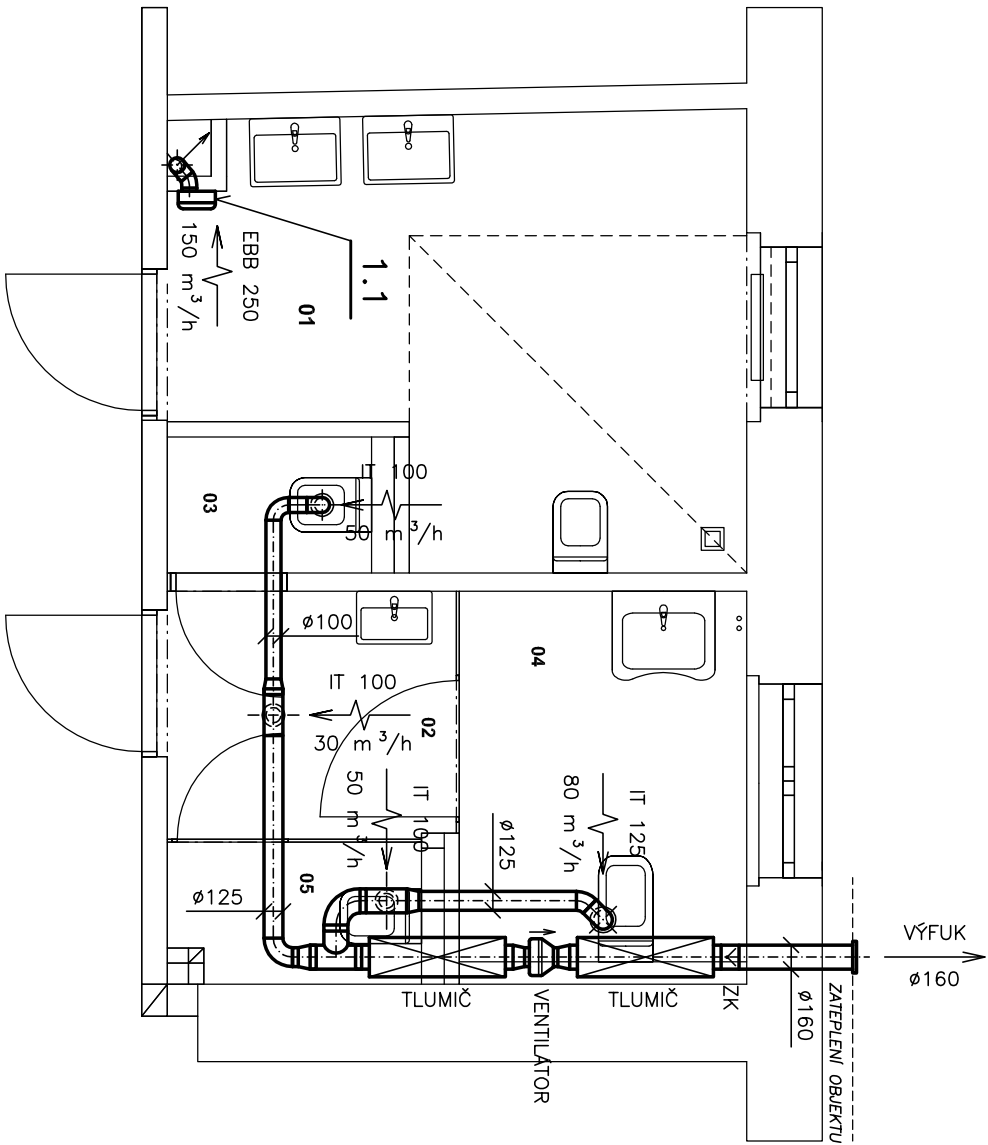 1.1
EBB 250
150 m³/h
01
IT 100
50 m³/h
03
ø100
IT 100
30 m³/h
02
04
IT 100
50 m³/h
IT 125
80 m³/h
ø125
ø125
05
TLUMIČ
VENTILÁTOR
TLUMIČ
ZK
ø160
ZATEPLENÍ OBJEKTU
VÝFUK
ø160